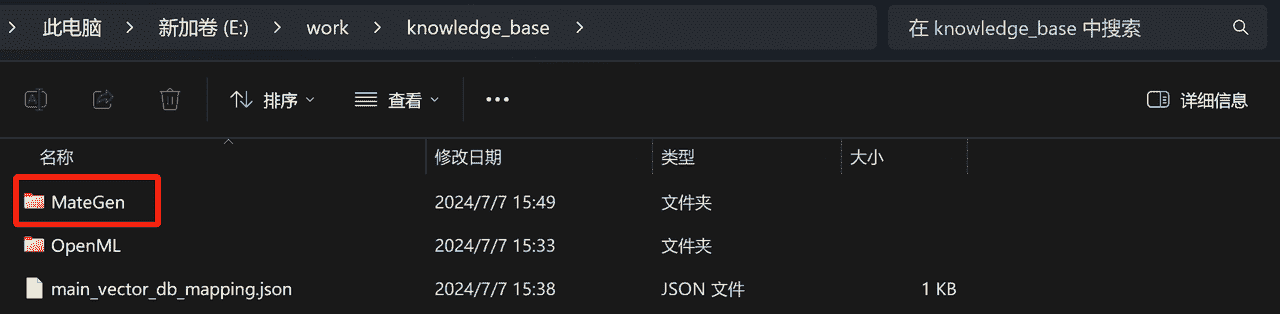 此电脑 > 新加卷 (E:) > work > knowledge_base >
在 knowledge_base 中搜索
排序 查看 ••• 详细信息
名称 修改日期 类型 大小
MateGen 2024/7/7 15:49 文件夹
OpenML 2024/7/7 15:33 文件夹
main_vector_db_mapping.json 2024/7/7 15:38 JSON 文件 1 KB